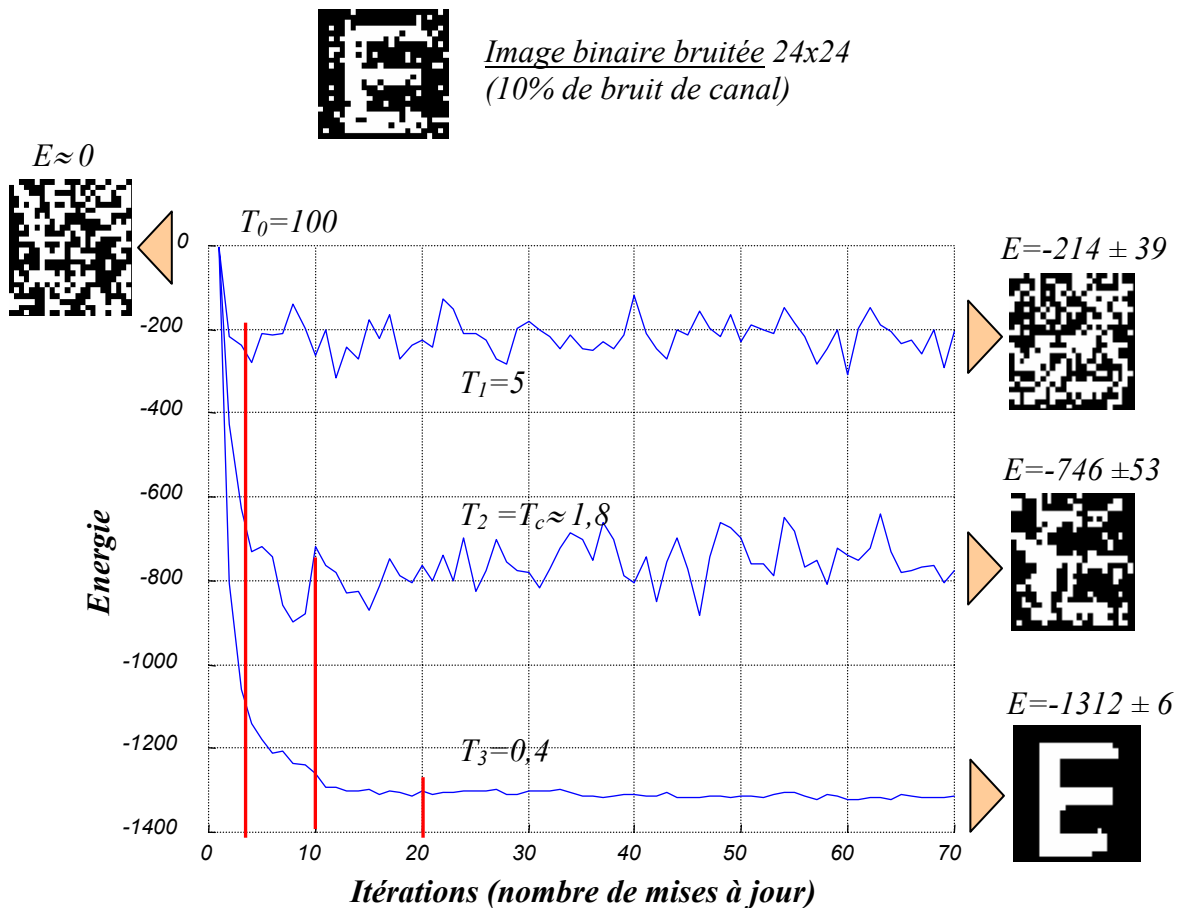 Image binaire bruitée 24x24
(10% de bruit de canal)
E≈0
T0=100
0
-200
-400
-600
-800
-1000
-1200
-1400
Energie
T1=5
T2 =Tc≈1,8
T3=0,4
E=-214 ± 39
E=-746 ±53
E=-1312 ± 6
0 10 20 30 40 50 60 70
Itérations (nombre de mises à jour)